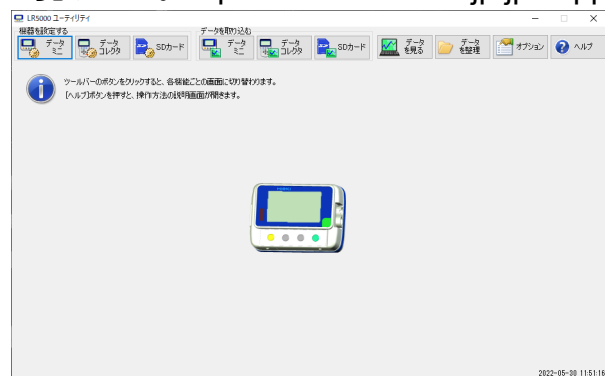 LR5000 ユーティリティ
機器を設定する
データを取り込む
データ
ミニ
データ
コレクタ
SDカード
データ
ミニ
データ
コレクタ
SDカード
データ
を見る
データ
を整理
オプション
ヘルプ
ツールバーのボタンをクリックすると、各機能ごとの画面に切り替わります。
[ヘルプ]ボタンを押すと、操作方法の説明画面が開きます。
2022-05-30 11:51:16